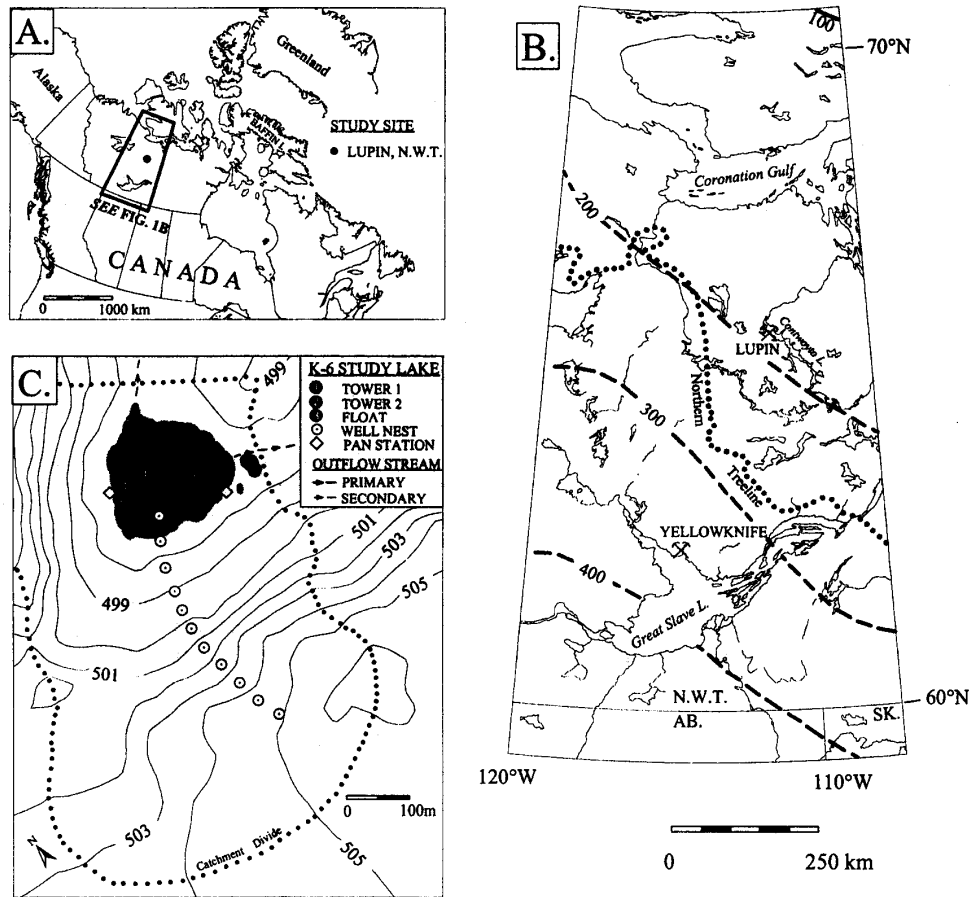 A.
Alaska
Greenland
BAFFIN I.
STUDY SITE
LUPIN, N.W.T.
SEE FIG. 1B
CANADA
0 1000 km
B.
100
70°N
Coronation Gulf
200
LUPIN
Contwoyto L.
Northern
300
Treeline
YELLOWKNIFE
400
Great Slave L.
N.W.T.
60°N
AB.
SK.
120°W
110°W
0 250 km
C.
499
K-6 STUDY LAKE
TOWER 1
TOWER 2
FLOAT
WELL NEST
PAN STATION
OUTFLOW STREAM
PRIMARY
SECONDARY
501
503
505
499
501
503
Catchment Divide
505
0 100m
N